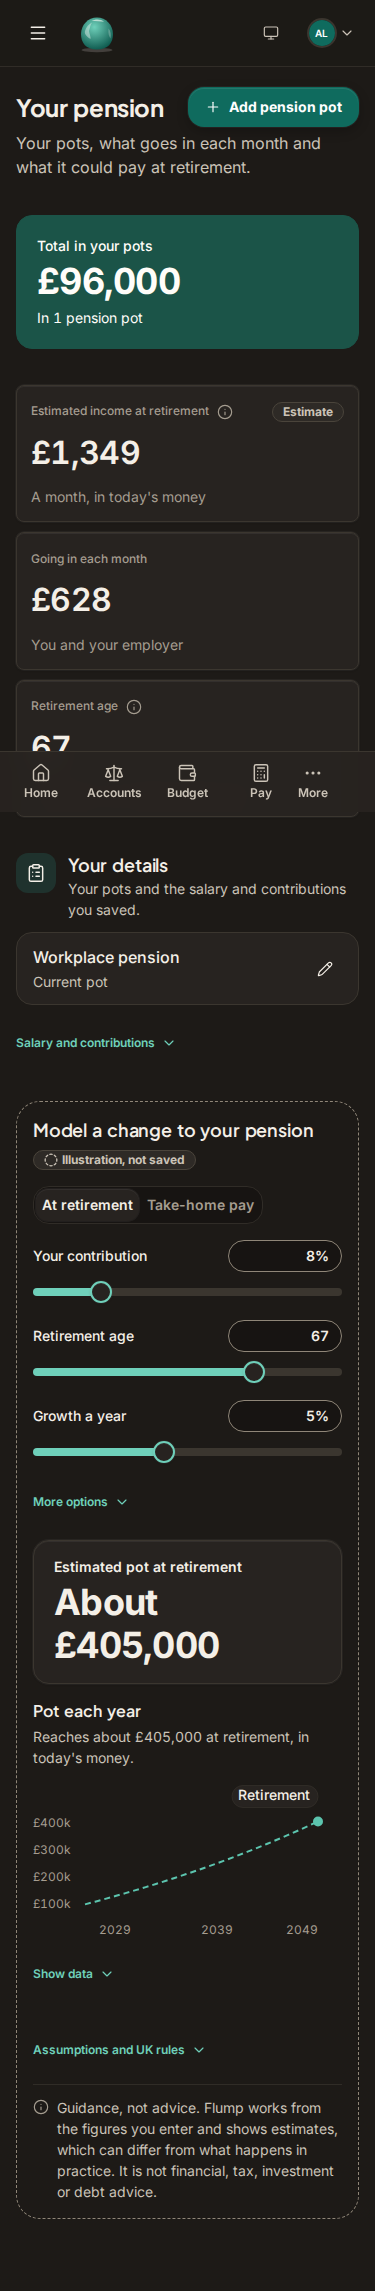 AL
Your pension
Add pension pot
Your pots, what goes in each month and
what it could pay at retirement.
Total in your pots
£96,000
In 1 pension pot
Estimated income at retirement
Estimate
£1,349
A month, in today's money
Going in each month
£628
You and your employer
Retirement age
67
Home
Accounts
Budget
Pay
More
Your details
Your pots and the salary and contributions
you saved.
Workplace pension
Current pot
Salary and contributions
Model a change to your pension
Illustration, not saved
At retirement
Take-home pay
Your contribution
8%
Retirement age
67
Growth a year
5%
More options
Estimated pot at retirement
About
£405,000
Pot each year
Reaches about £405,000 at retirement, in
today's money.
Retirement
£400k
£300k
£200k
£100k
2029
2039
2049
Show data
Assumptions and UK rules
Guidance, not advice. Flump works from
the figures you enter and shows estimates,
which can differ from what happens in
practice. It is not financial, tax, investment
or debt advice.